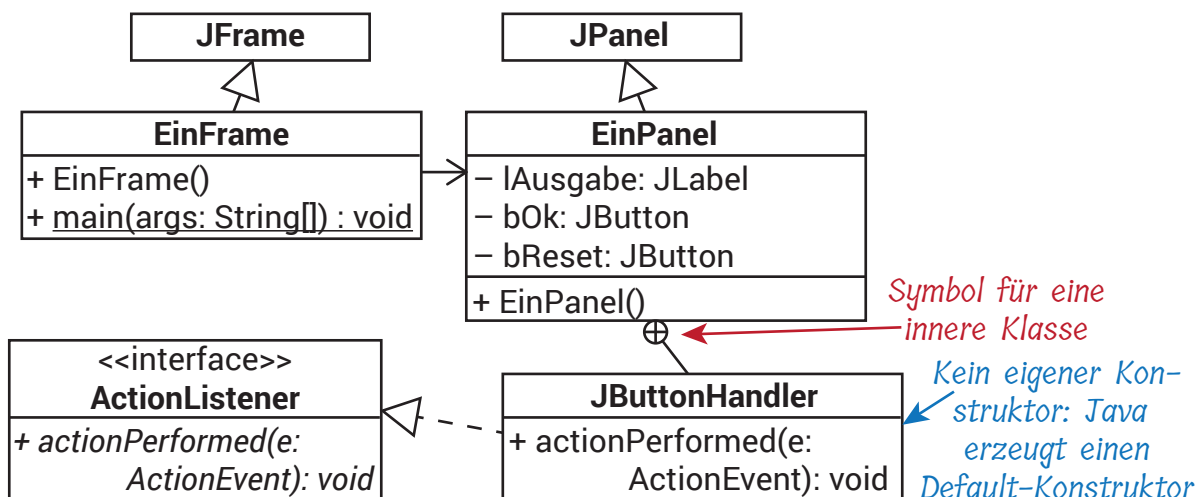 JFrame
JPanel
EinFrame
+ EinFrame()
+ main(args: String[]) : void
EinPanel
– lAusgabe: JLabel
– bOk: JButton
– bReset: JButton
+ EinPanel()
Symbol für eine
innere Klasse
<<interface>>
ActionListener
+ actionPerformed(e:
ActionEvent): void
JButtonHandler
+ actionPerformed(e:
ActionEvent): void
Kein eigener Kon-
struktor: Java
erzeugt einen
Default-Konstruktor